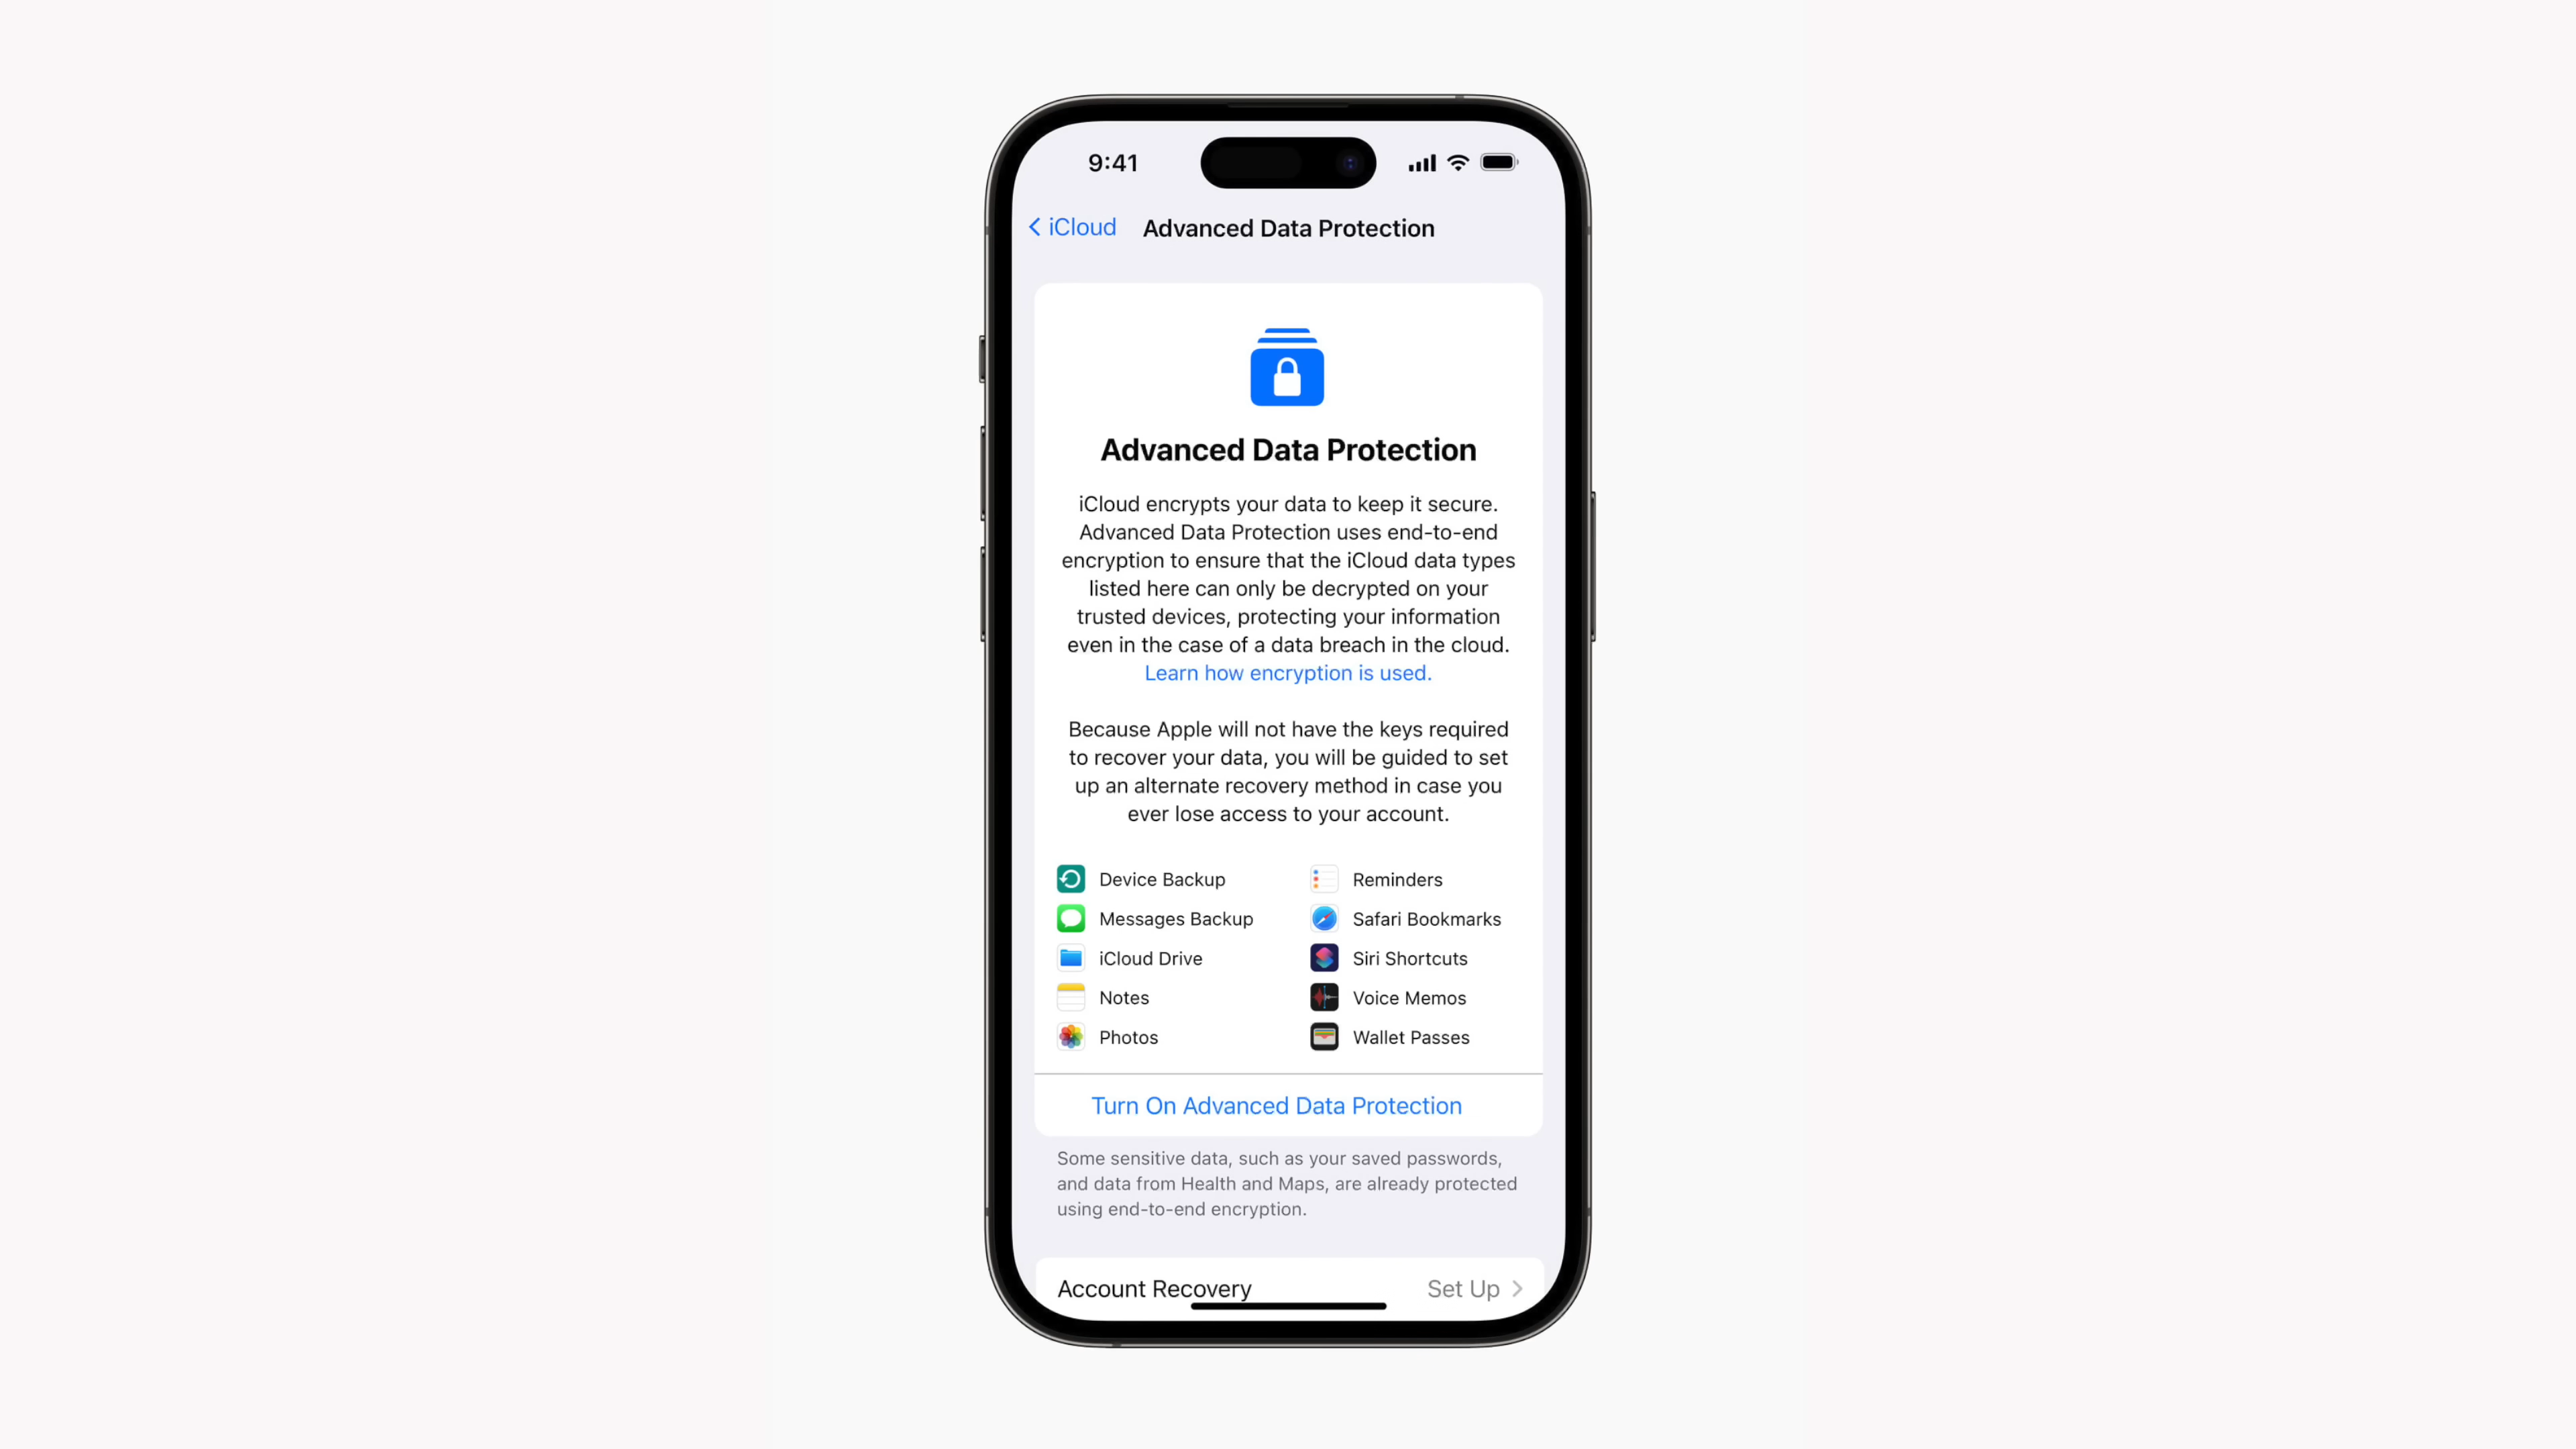 9:41
iCloud
Advanced Data Protection
Advanced Data Protection
iCloud encrypts your data to keep it secure.
Advanced Data Protection uses end-to-end
encryption to ensure that the iCloud data types
listed here can only be decrypted on your
trusted devices, protecting your information
even in the case of a data breach in the cloud.
Learn how encryption is used.
Because Apple will not have the keys required
to recover your data, you will be guided to set
up an alternate recovery method in case you
ever lose access to your account.
Device Backup
Messages Backup
iCloud Drive
Notes
Photos
Reminders
Safari Bookmarks
Siri Shortcuts
Voice Memos
Wallet Passes
Turn On Advanced Data Protection
Some sensitive data, such as your saved passwords,
and data from Health and Maps, are already protected
using end-to-end encryption.
Account Recovery Set Up